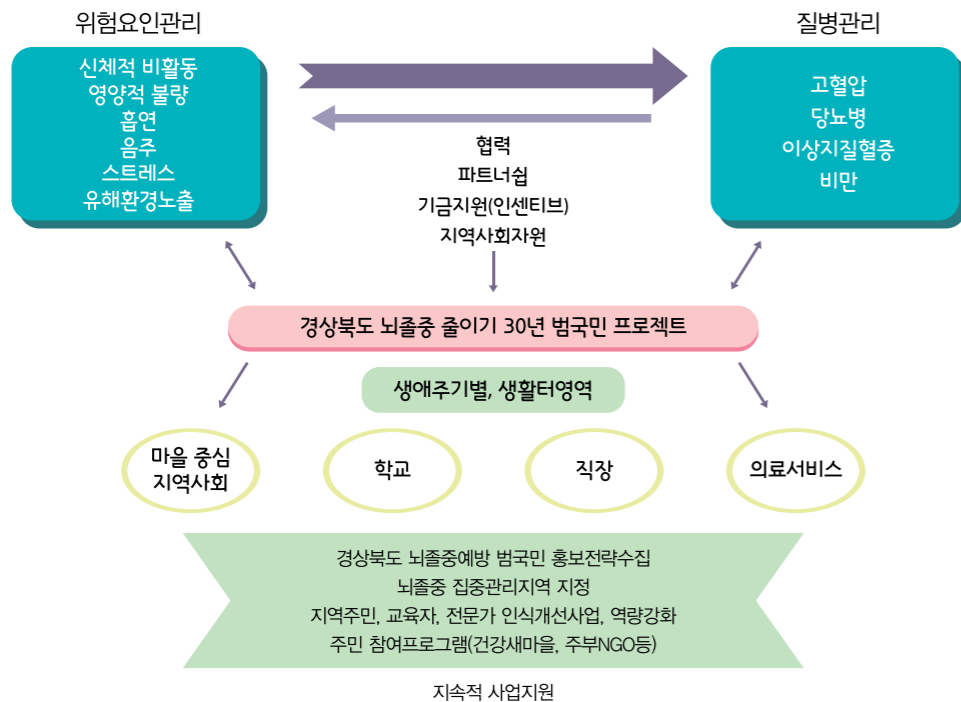 위험요인관리
신체적 비활동
영양적 불량
흡연
음주
스트레스
유해환경노출
질병관리
고혈압
당뇨병
이상지질혈증
비만
협력
파트너쉽
기금지원(인센티브)
지역사회자원
경상북도 뇌졸중 줄이기 30년 범국민 프로젝트
생애주기별, 생활터영역
마을 중심
지역사회
학교
직장
의료서비스
경상북도 뇌졸중예방 범국민 홍보전략수집
뇌졸중 집중관리지역 지정
지역주민, 교육자, 전문가 인식개선사업, 역량강화
주민 참여프로그램(건강새마을, 주부NGO등)
지속적 사업지원